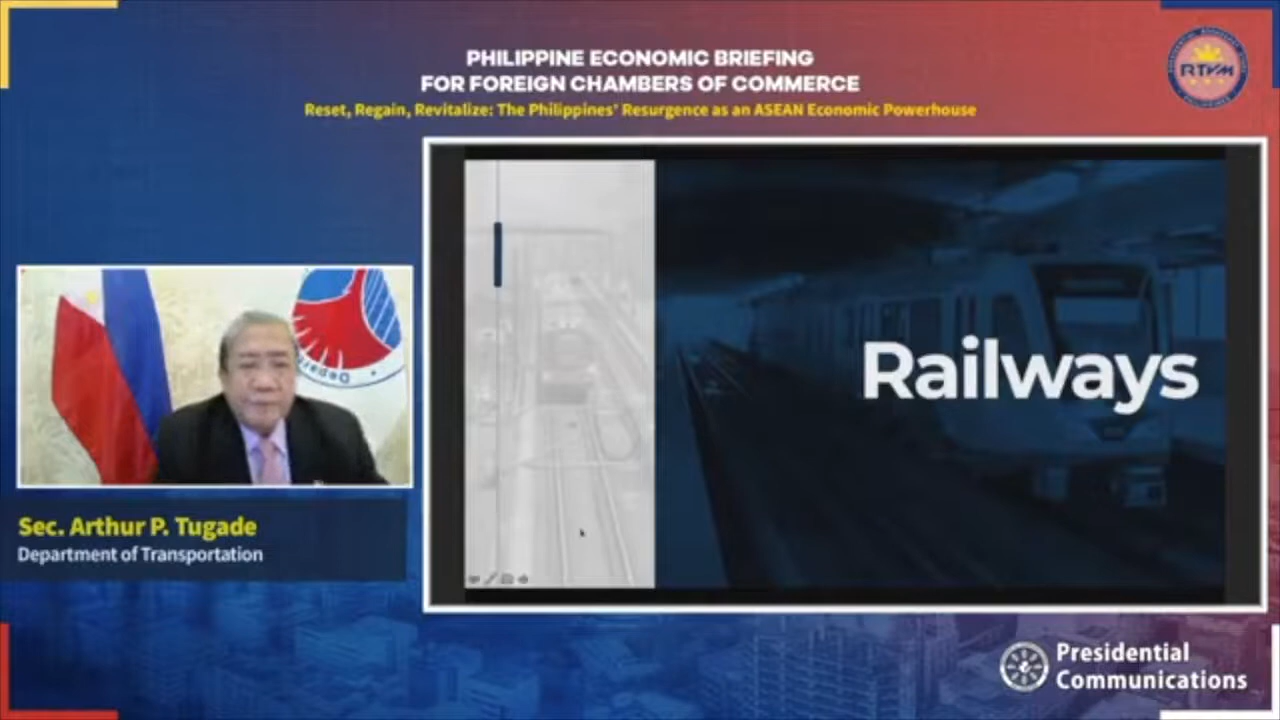 PHILIPPINE ECONOMIC BRIEFING
FOR FOREIGN CHAMBERS OF COMMERCE
Reset, Regain, Revitalize: The Philippines' Resurgence as an ASEAN Economic Powerhouse
RTVM
Railways
Sec. Arthur P. Tugade
Department of Transportation
Presidential
Communications